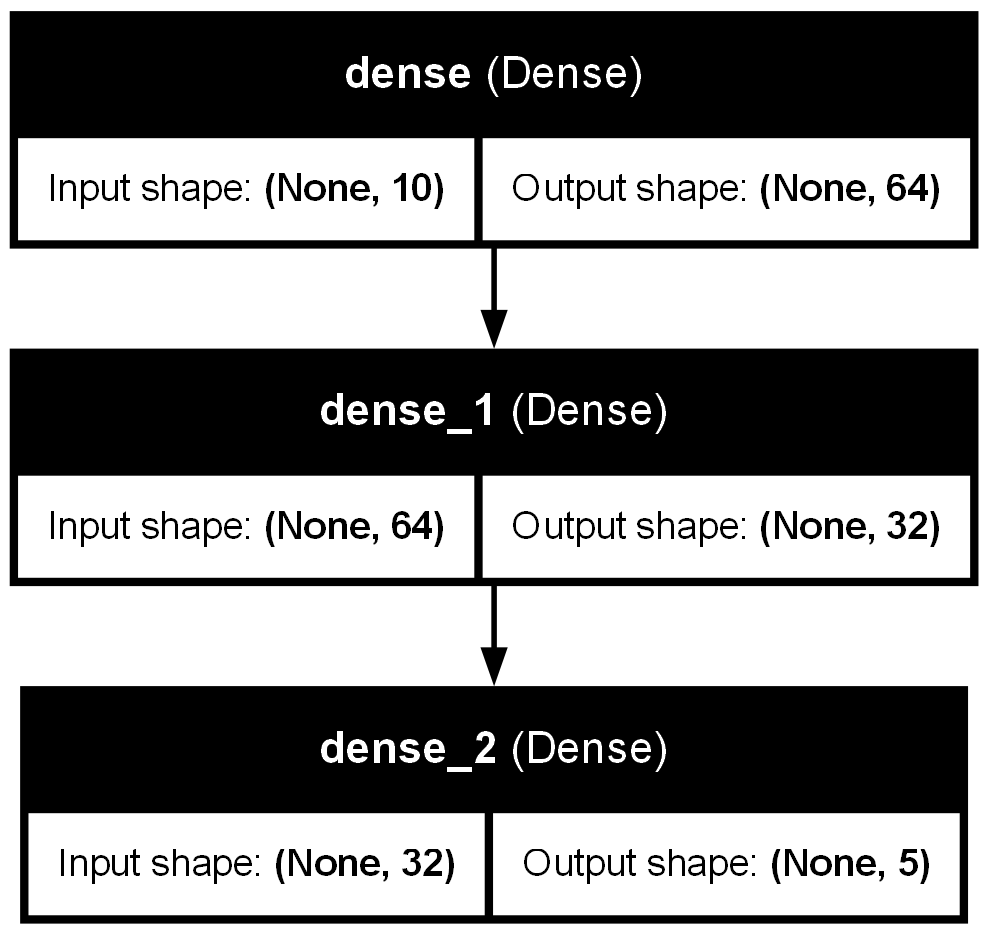 dense (Dense)
Input shape: (None, 10) Output shape: (None, 64)
dense_1 (Dense)
Input shape: (None, 64) Output shape: (None, 32)
dense_2 (Dense)
Input shape: (None, 32) Output shape: (None, 5)